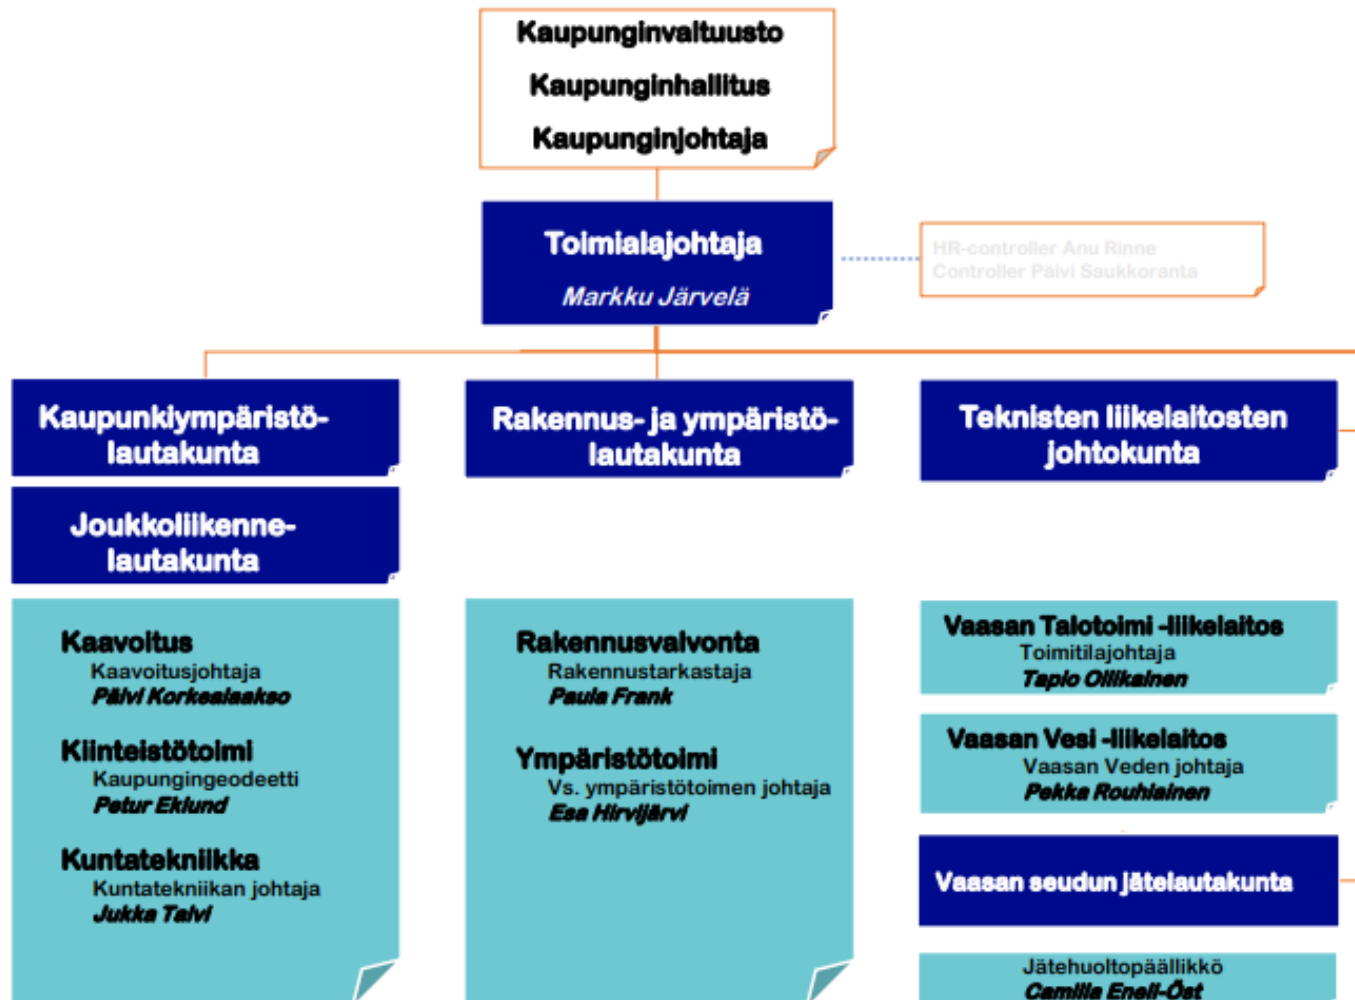 Kaupunginvaltuusto
Kaupunginhallitus
Kaupunginjohtaja
Toimialajohtaja
Markku Järvelä
HR-controller Anu Rinne
Controller Päivi Saukkoranta
Kaupunkiympäristö-
lautakunta
Joukkoliikenne-
lautakunta
Kaavoitus
Kaavoitusjohtaja
Päivi Korkealaakso
Kiinteistötoimi
Kaupungingeodeetti
Petur Eklund
Kuntatekniikka
Kuntatekniikan johtaja
Jukka Talvi
Rakennus- ja ympäristö-
lautakunta
Rakennusvalvonta
Rakennustarkastaja
Paula Frank
Ympäristötoimi
Vs. ympäristötoimen johtaja
Esa Hirvijärvi
Teknisten liikelaitosten
johtokunta
Vaasan Talotoimi -liikelaitos
Toimitilajohtaja
Tapio Ollikainen
Vaasan Vesi -liikelaitos
Vaasan Veden johtaja
Pekka Rouhiainen
Vaasan seudun jätelautakunta
Jätehuoltopäällikkö
Camilla Eneli-Öst